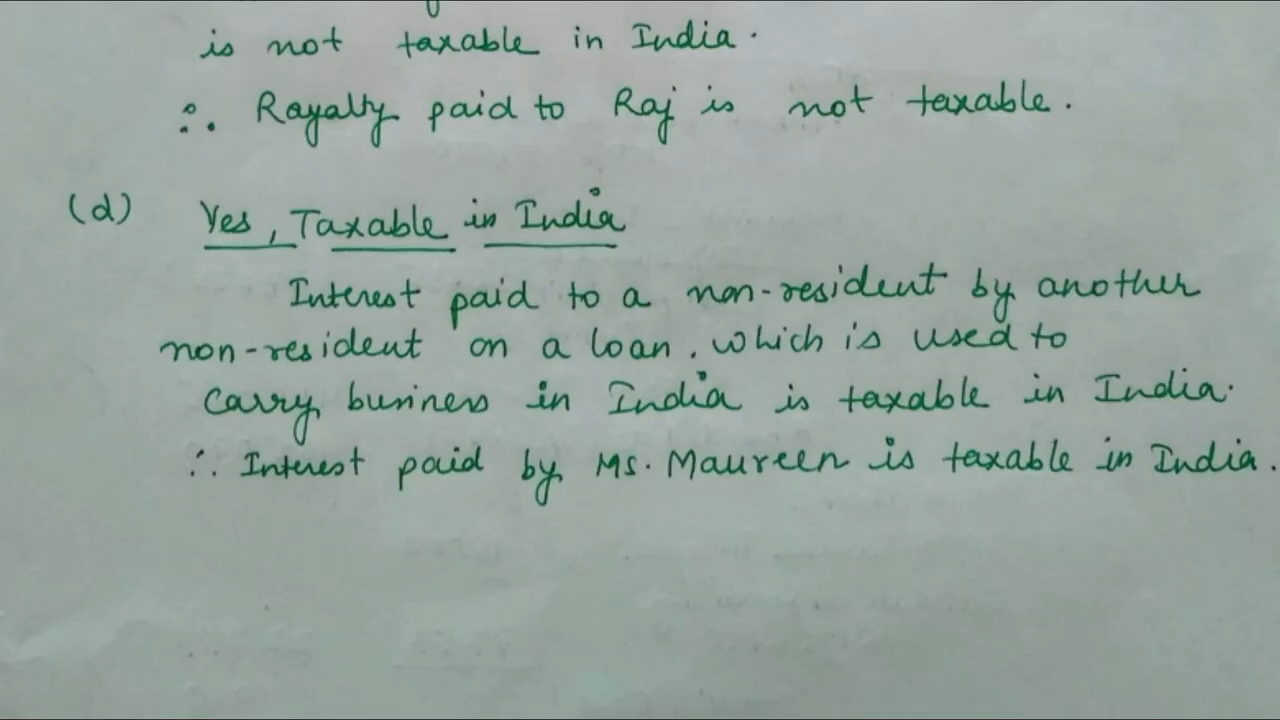 is not taxable in India.
∴ Royalty paid to Raj is not taxable.
(d) Yes, Taxable in India
Interest paid to a non-resident by another
non-resident on a loan, which is used to
carry business in India is taxable in India.
∴ Interest paid by Ms. Maureen is taxable in India.